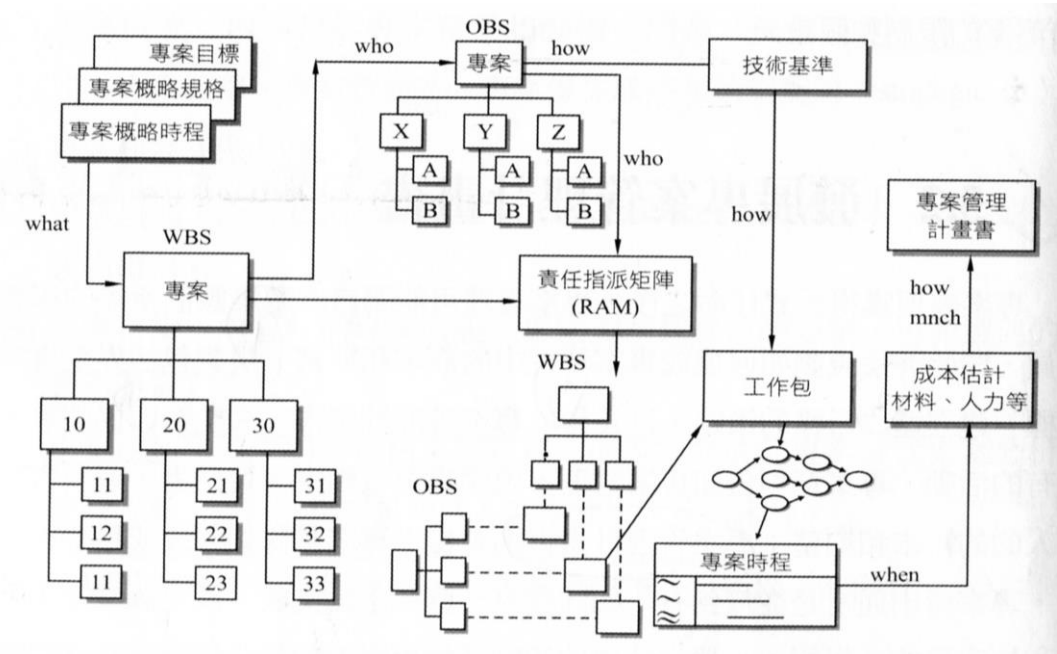 專案目標
專案概略規格
專案概略時程
what
WBS
專案
10
20
30
11
12
11
21
22
23
31
32
33
who
OBS
專案
how
技術基準
X
Y
Z
A
B
A
B
A
B
who
how
責任指派矩陣
(RAM)
WBS
OBS
工作包
專案時程
when
成本估計
材料、人力等
how
mnch
專案管理
計畫書